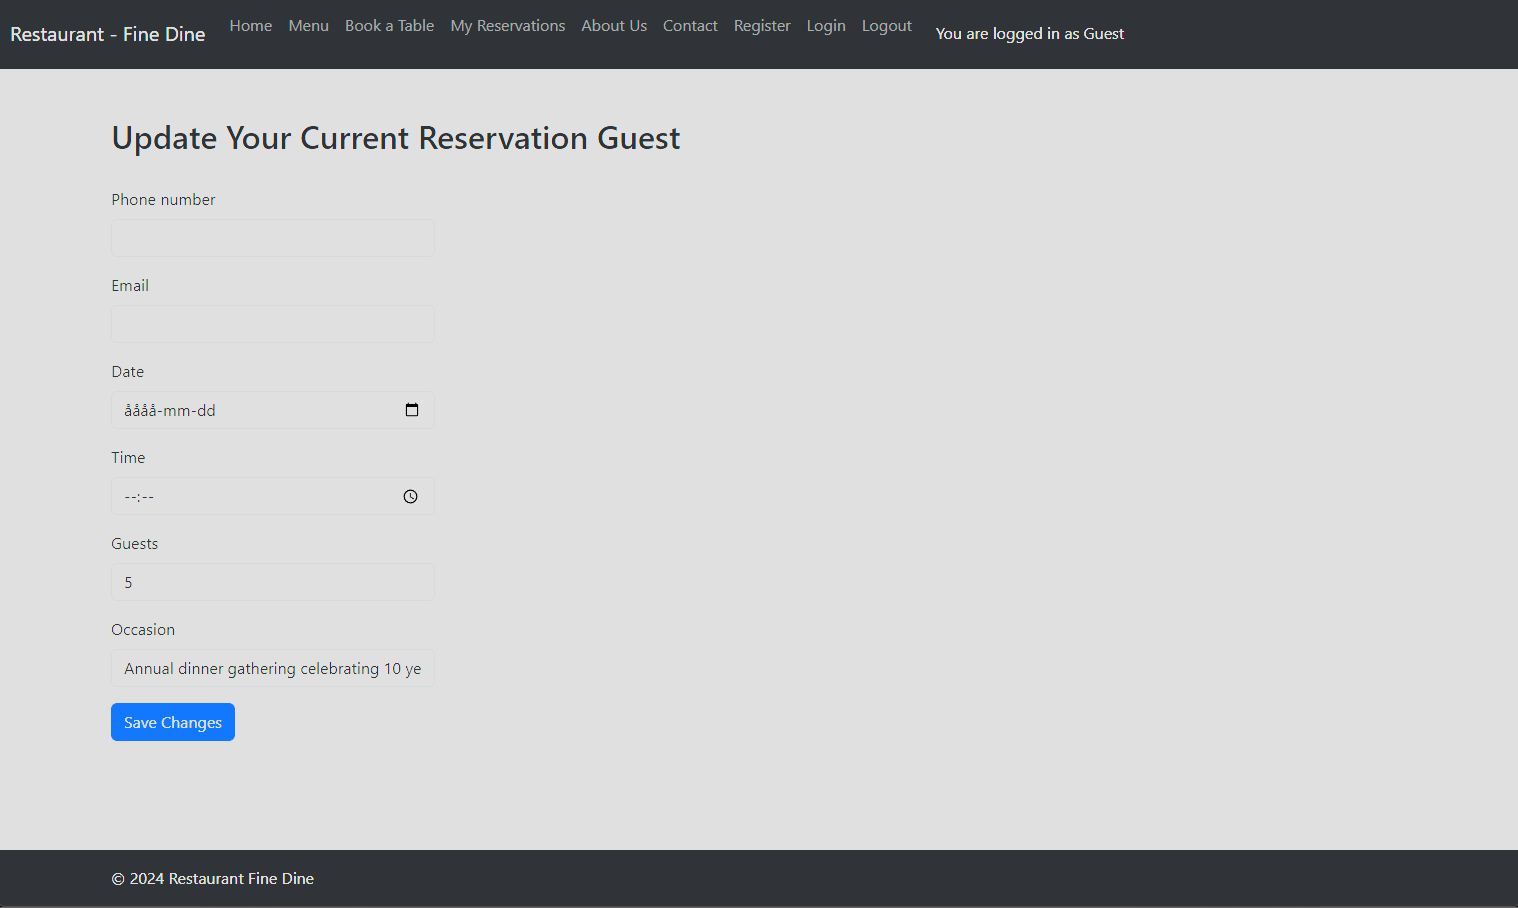 Restaurant - Fine Dine Home Menu Book a Table My Reservations About Us Contact Register Login Logout You are logged in as Guest
Update Your Current Reservation Guest
Phone number
Email
Date
åååå-mm-dd
Time
--:--
Guests
5
Occasion
Annual dinner gathering celebrating 10 ye
Save Changes
© 2024 Restaurant Fine Dine